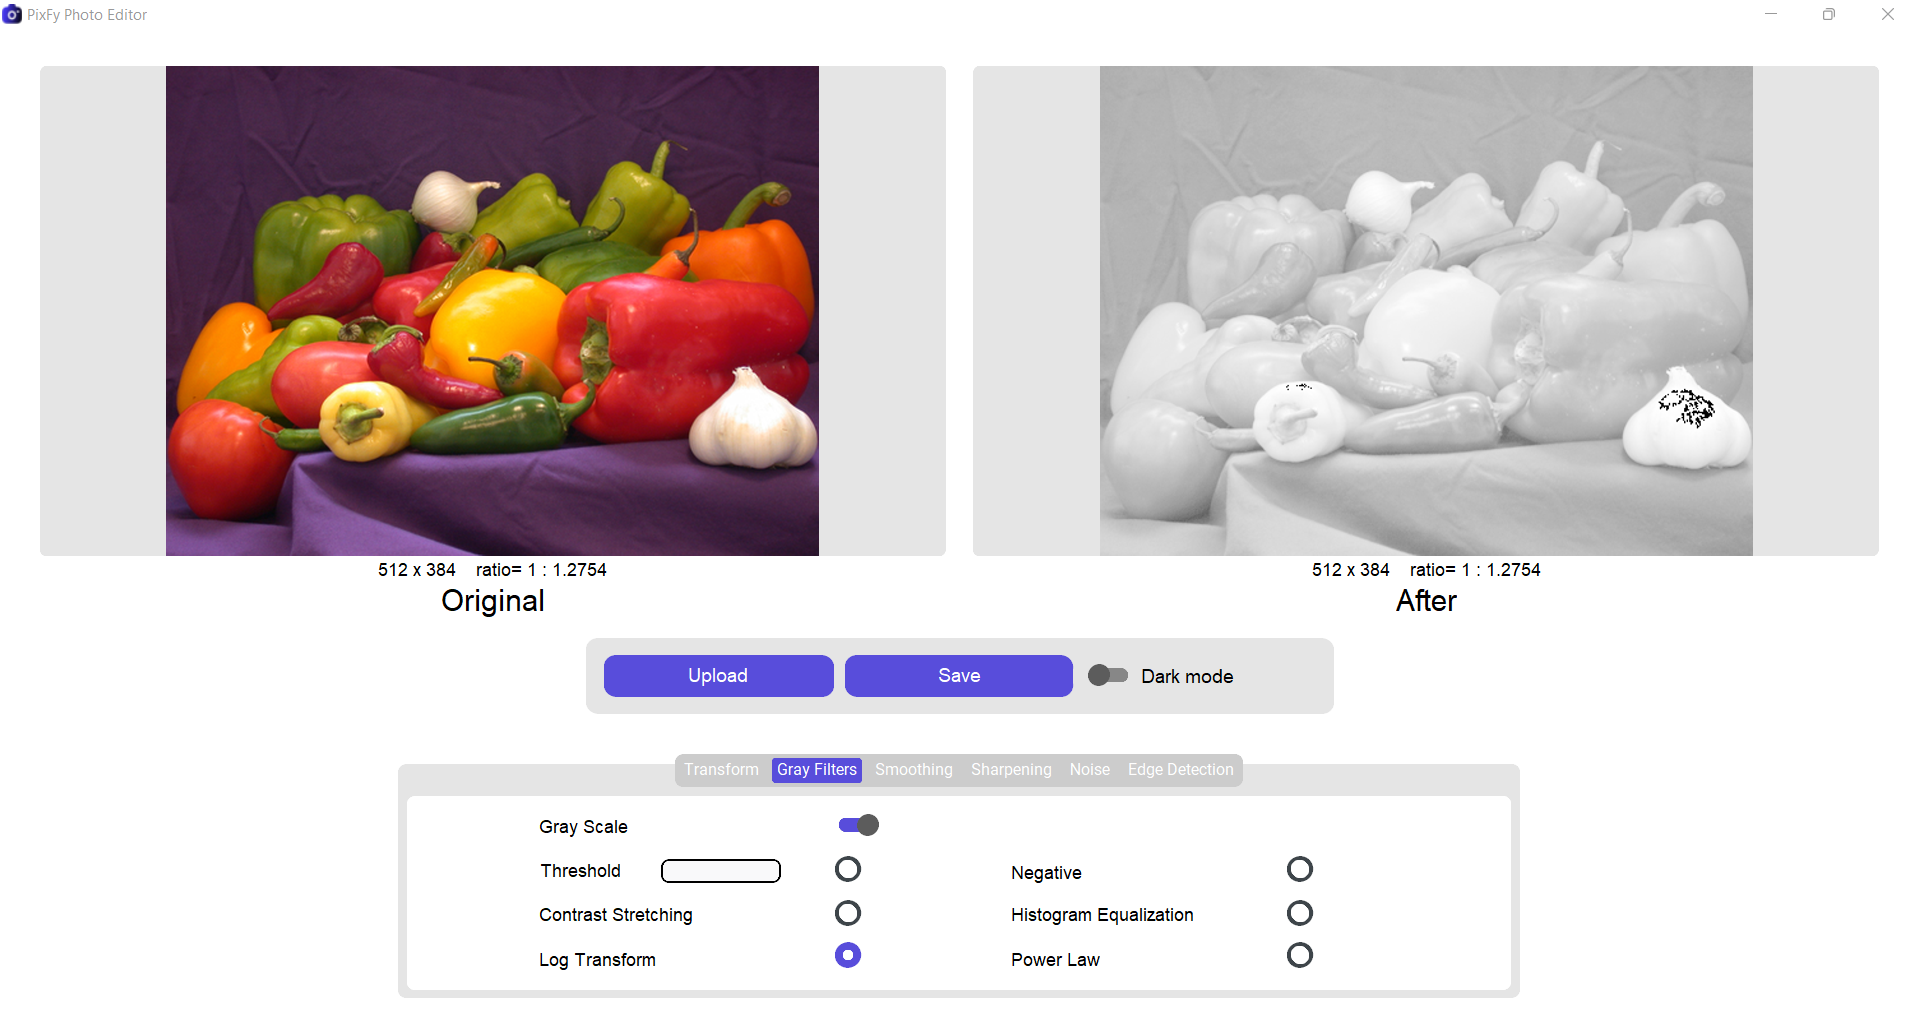 PixFy Photo Editor
512 x 384 ratio= 1 : 1.2754
Original
512 x 384 ratio= 1 : 1.2754
After
Upload
Save
Dark mode
Transform Gray Filters Smoothing Sharpening Noise Edge Detection
Gray Scale
Threshold
Negative
Contrast Stretching
Histogram Equalization
Log Transform
Power Law